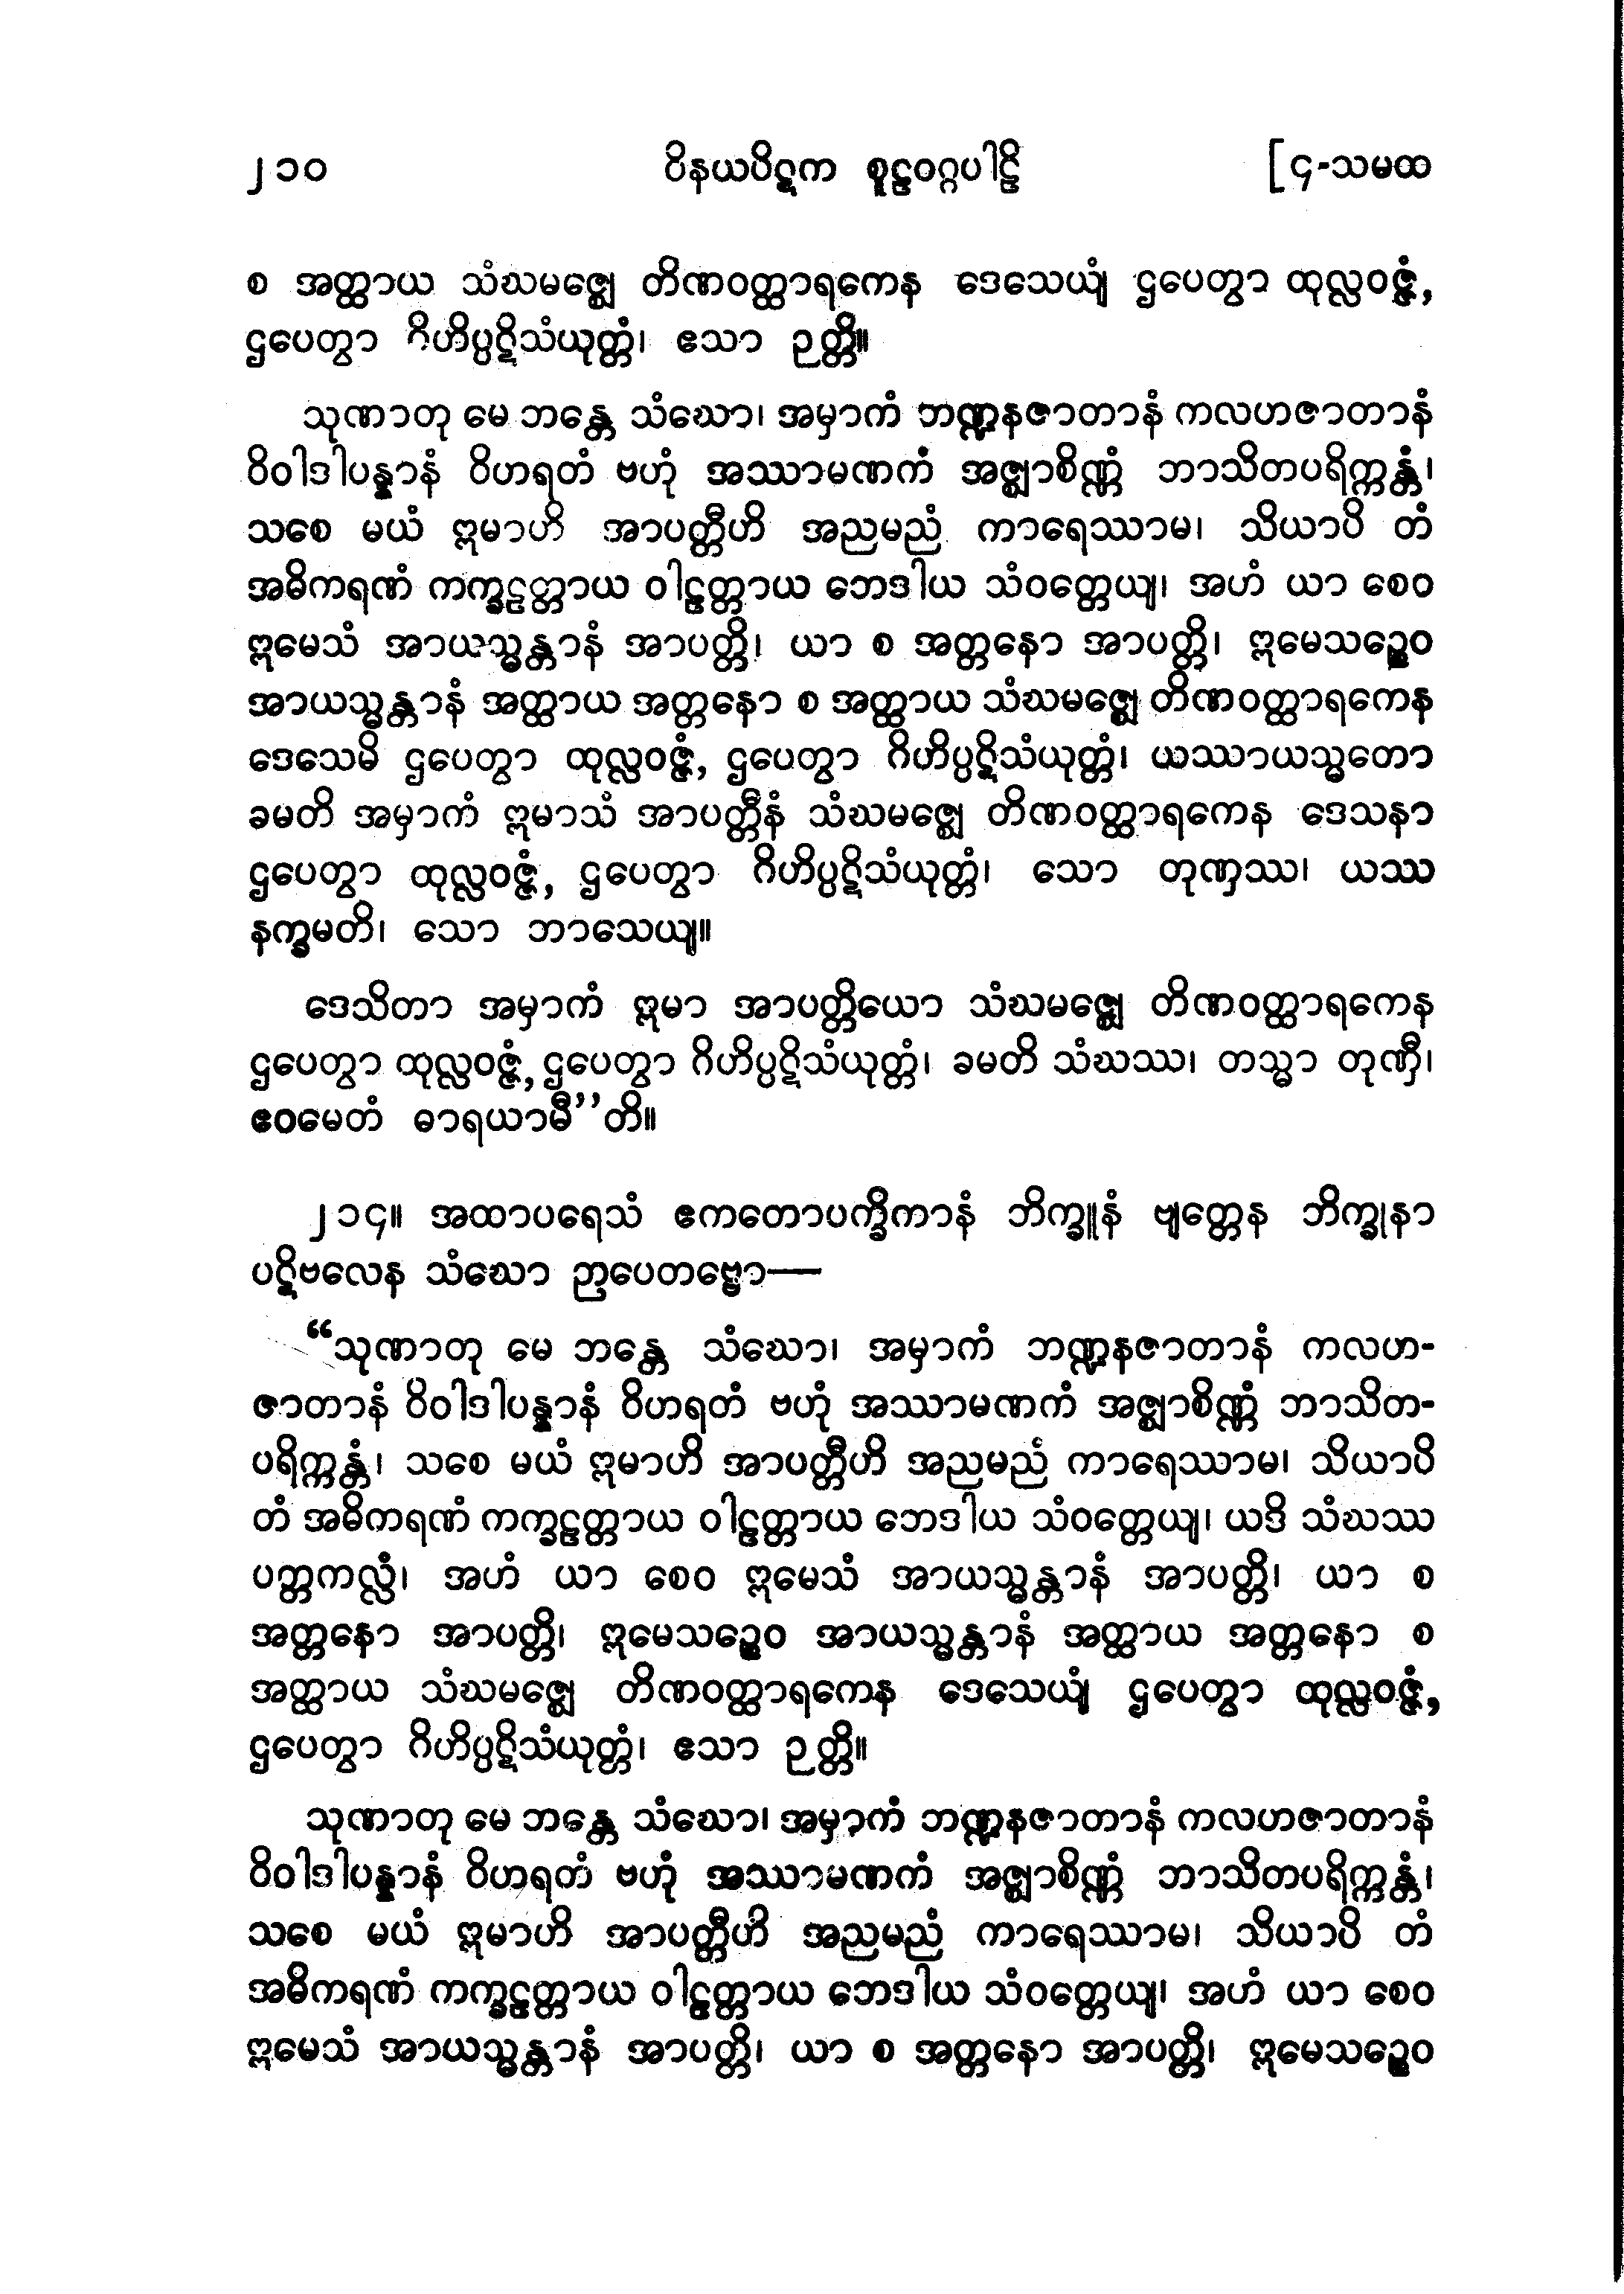 ၂၁၀ ဝိနယပိဋက စူဠဝဂ္ဂပါဠိ [၄-သမထ
စ အတ္ထာယ သံဃမဇ္ဈေ တိဏဝတ္ထာရကေန ဒေသေယျံ ဌပေတွာ ထုလ္လဝဇ္ဇံ,
ဌပေတွာ ဂိဟိပ္ပဋိသံယုတ္တံ၊ ဧသာ ဉတ္တိ။
သုဏာတု မေ ဘန္တေ သံဃော၊ အမှာကံ ဘဏ္ဍနဇာတာနံ ကလဟဇာတာနံ
ဝိဝါဒါပန္နာနံ ဝိဟရတံ ဗဟုံ အဿာမဏကံ အဇ္ဈာစိဏ္ဏံ ဘာသိတပရိက္ကန္တံ၊
သစေ မယံ ဣမာဟိ အာပတ္တီဟိ အညမညံ ကာရေဿာမ၊ သိယာပိ တံ
အဓိကရဏံ ကက္ခဠတ္တာယ ဝါဠတ္တာယ ဘေဒါယ သံဝတ္တေယျ၊ အဟံ ယာ စေဝ
ဣမေသံ အာယသ္မန္တာနံ အာပတ္တိ၊ ယာ စ အတ္တနော အာပတ္တိ၊ ဣမေသဉ္စေဝ
အာယသ္မန္တာနံ အတ္ထာယ အတ္တနော စ အတ္ထာယ သံဃမဇ္ဈေ တိဏဝတ္ထာရကေန
ဒေသေမိ ဌပေတွာ ထုလ္လဝဇ္ဇံ, ဌပေတွာ ဂိဟိပ္ပဋိသံယုတ္တံ၊ ယဿာယသ္မတော
ခမတိ အမှာကံ ဣမာသံ အာပတ္တီနံ သံဃမဇ္ဈေ တိဏဝတ္ထာရကေန ဒေသနာ
ဌပေတွာ ထုလ္လဝဇ္ဇံ, ဌပေတွာ ဂိဟိပ္ပဋိသံယုတ္တံ၊ သော တုဏှဿ၊ ယဿ
နက္ခမတိ၊ သော ဘာသေယျ။
ဒေသိတာ အမှာကံ ဣမာ အာပတ္တိယော သံဃမဇ္ဈေ တိဏဝတ္ထာရကေန
ဌပေတွာ ထုလ္လဝဇ္ဇံ, ဌပေတွာ ဂိဟိပ္ပဋိသံယုတ္တံ၊ ခမတိ သံဃဿ၊ တသ္မာ တုဏှီ၊
ဧဝမေတံ ဓာရယာမီ”တိ။
၂၁၄။ အထာပရေသံ ဧကတောပက္ခိကာနံ ဘိက္ခူနံ ဗျတ္တေန ဘိက္ခုနာ
ပဋိဗလေန သံဃော ဉာပေတဗ္ဗော—
“သုဏာတု မေ ဘန္တေ သံဃော၊ အမှာကံ ဘဏ္ဍနဇာတာနံ ကလဟ-
ဇာတာနံ ဝိဝါဒါပန္နာနံ ဝိဟရတံ ဗဟုံ အဿာမဏကံ အဇ္ဈာစိဏ္ဏံ ဘာသိတ-
ပရိက္ကန္တံ၊ သစေ မယံ ဣမာဟိ အာပတ္တီဟိ အညမညံ ကာရေဿာမ၊ သိယာပိ
တံ အဓိကရဏံ ကက္ခဠတ္တာယ ဝါဠတ္တာယ ဘေဒါယ သံဝတ္တေယျ၊ ယဒိ သံဃဿ
ပတ္တကလ္လံ၊ အဟံ ယာ စေဝ ဣမေသံ အာယသ္မန္တာနံ အာပတ္တိ၊ ယာ စ
အတ္တနော အာပတ္တိ၊ ဣမေသဉ္စေဝ အာယသ္မန္တာနံ အတ္ထာယ အတ္တနော စ
အတ္ထာယ သံဃမဇ္ဈေ တိဏဝတ္ထာရကေန ဒေသေယျံ ဌပေတွာ ထုလ္လဝဇ္ဇံ,
ဌပေတွာ ဂိဟိပ္ပဋိသံယုတ္တံ၊ ဧသာ ဉတ္တိ။
သုဏာတု မေ ဘန္တေ သံဃော၊ အမှာကံ ဘဏ္ဍနဇာတာနံ ကလဟဇာတာနံ
ဝိဝါဒါပန္နာနံ ဝိဟရတံ ဗဟုံ အဿာမဏကံ အဇ္ဈာစိဏ္ဏံ ဘာသိတပရိက္ကန္တံ၊
သစေ မယံ ဣမာဟိ အာပတ္တီဟိ အညမညံ ကာရေဿာမ၊ သိယာပိ တံ
အဓိကရဏံ ကက္ခဠတ္တာယ ဝါဠတ္တာယ ဘေဒါယ သံဝတ္တေယျ၊ အဟံ ယာ စေဝ
ဣမေသံ အာယသ္မန္တာနံ အာပတ္တိ၊ ယာ စ အတ္တနော အာပတ္တိ၊ ဣမေသဉ္စေဝ